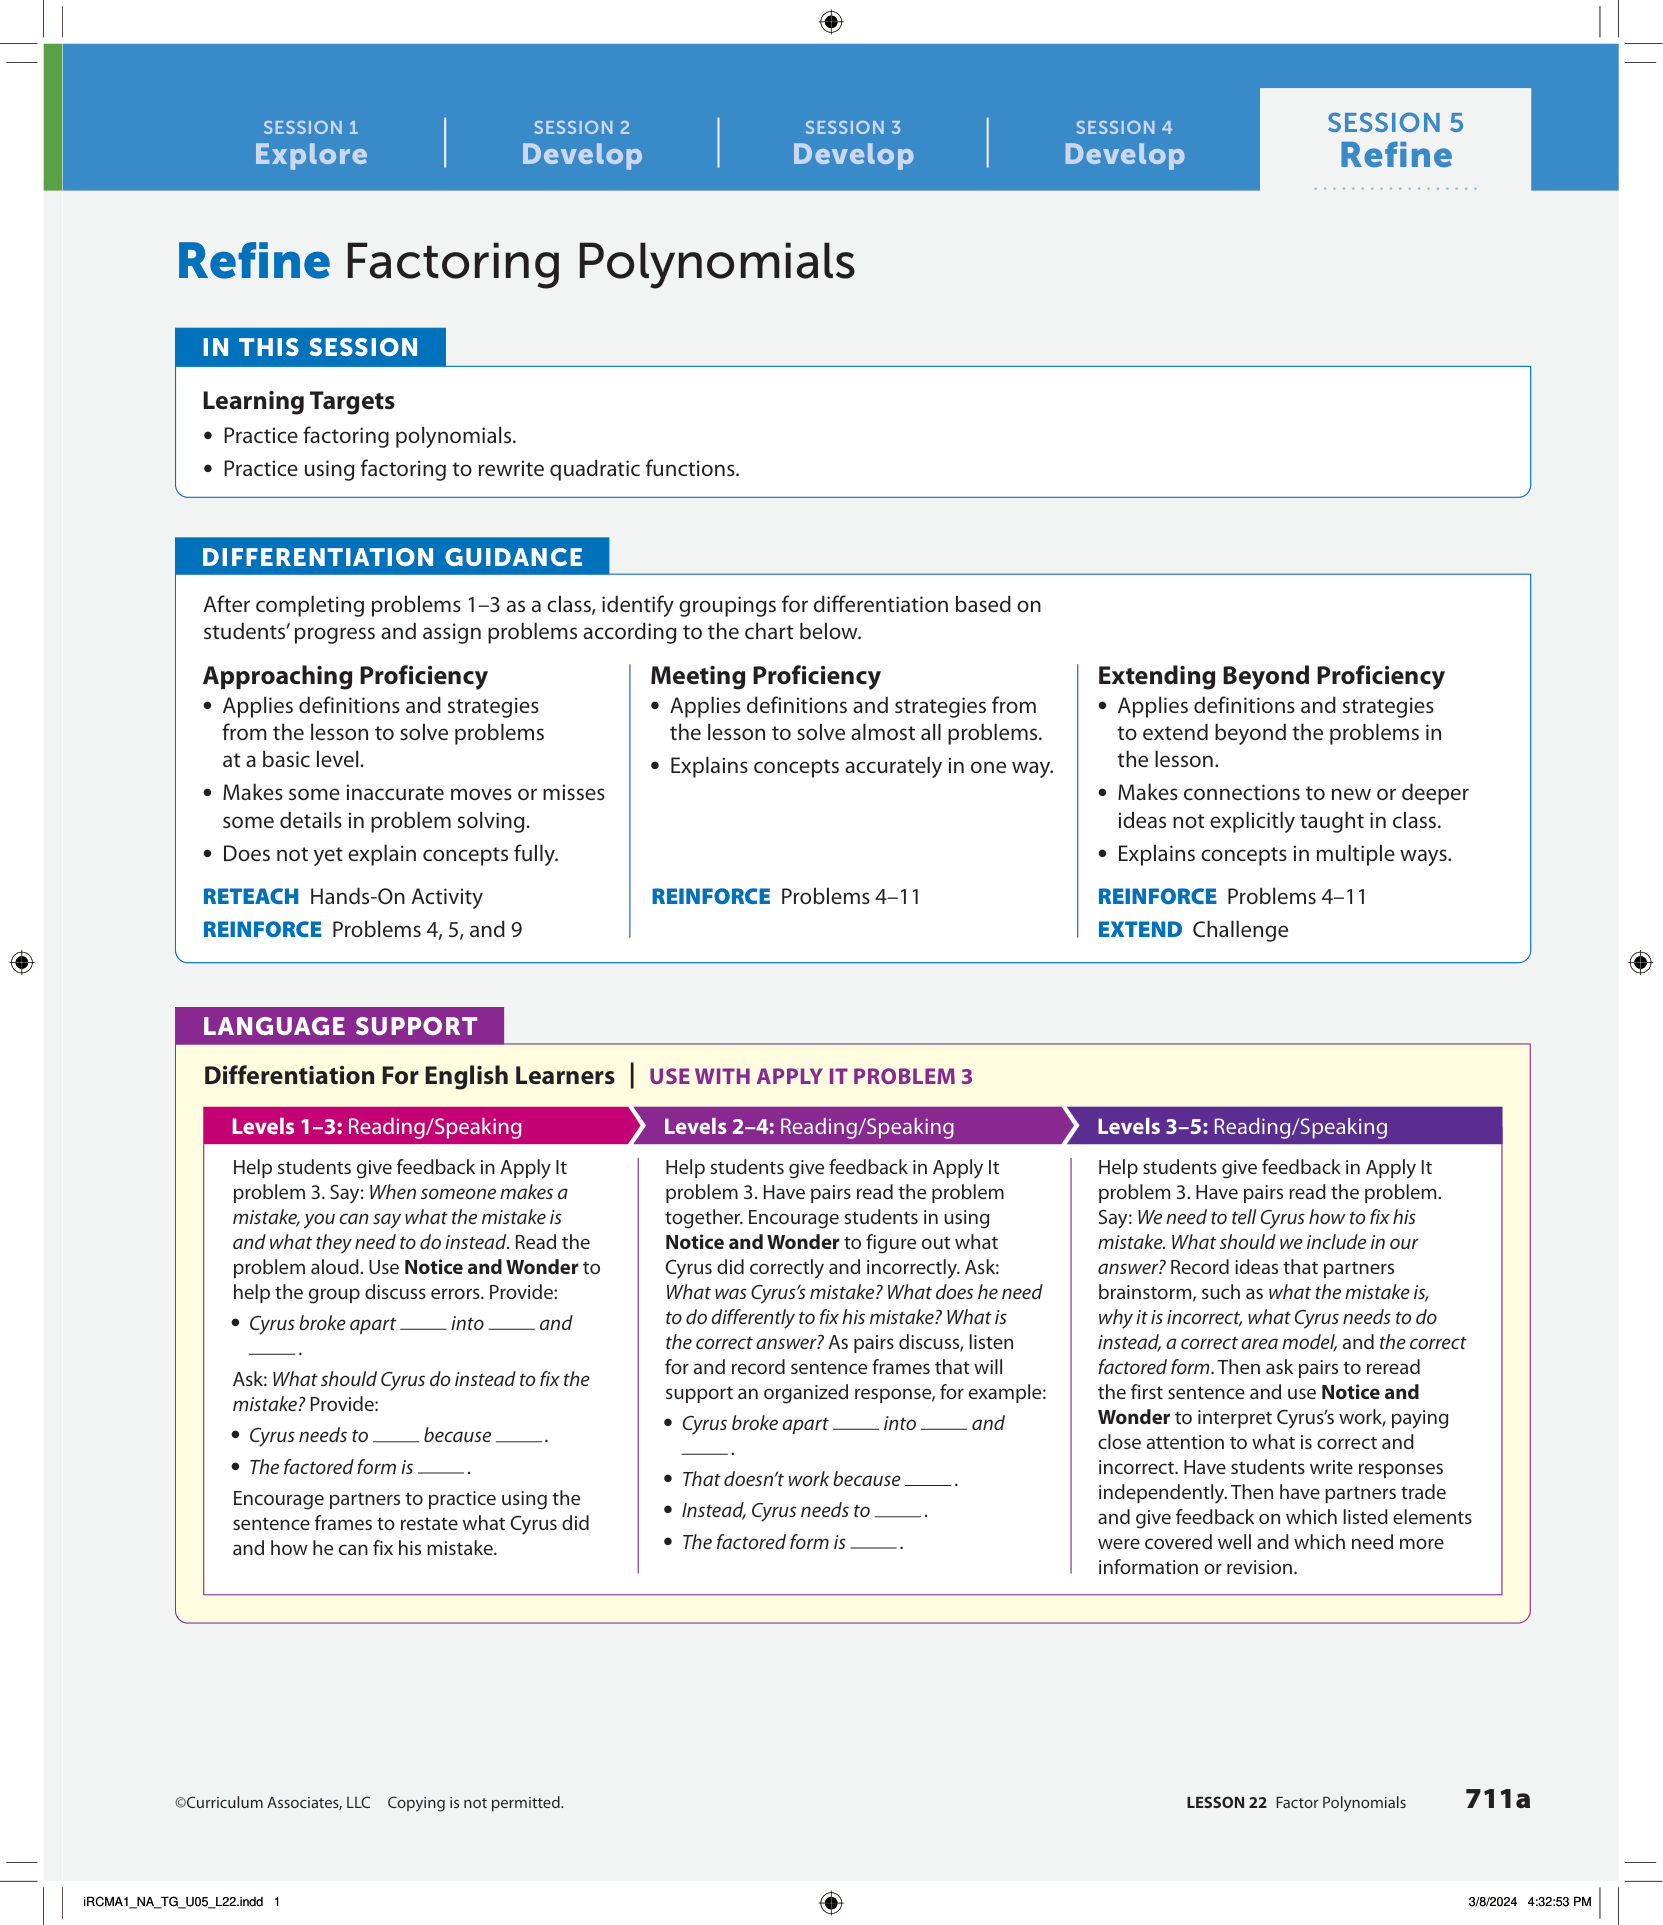 SESSION 1
Explore
SESSION 2
Develop
SESSION 3
Develop
SESSION 4
Develop
SESSION 5
Refine
Refine Factoring Polynomials
IN THIS SESSION
Learning Targets
• Practice factoring polynomials.
• Practice using factoring to rewrite quadratic functions.
DIFFERENTIATION GUIDANCE
After completing problems 1–3 as a class, identify groupings for differentiation based on
students’ progress and assign problems according to the chart below.
Approaching Proficiency
• Applies definitions and strategies
from the lesson to solve problems
at a basic level.
• Makes some inaccurate moves or misses
some details in problem solving.
• Does not yet explain concepts fully.
RETEACH Hands-On Activity
REINFORCE Problems 4, 5, and 9
Meeting Proficiency
• Applies definitions and strategies from
the lesson to solve almost all problems.
• Explains concepts accurately in one way.
REINFORCE Problems 4–11
Extending Beyond Proficiency
• Applies definitions and strategies
to extend beyond the problems in
the lesson.
• Makes connections to new or deeper
ideas not explicitly taught in class.
• Explains concepts in multiple ways.
REINFORCE Problems 4–11
EXTEND Challenge
LANGUAGE SUPPORT
Differentiation For English Learners | USE WITH APPLY IT PROBLEM 3
Levels 1–3: Reading/Speaking
Help students give feedback in Apply It
problem 3. Say: When someone makes a
mistake, you can say what the mistake is
and what they need to do instead. Read the
problem aloud. Use Notice and Wonder to
help the group discuss errors. Provide:
• Cyrus broke apart _____ into _____ and
_____.
Ask: What should Cyrus do instead to fix the
mistake? Provide:
• Cyrus needs to _____ because _____.
• The factored form is _____.
Encourage partners to practice using the
sentence frames to restate what Cyrus did
and how he can fix his mistake.
Levels 2–4: Reading/Speaking
Help students give feedback in Apply It
problem 3. Have pairs read the problem
together. Encourage students in using
Notice and Wonder to figure out what
Cyrus did correctly and incorrectly. Ask:
What was Cyrus’s mistake? What does he need
to do differently to fix his mistake? What is
the correct answer? As pairs discuss, listen
for and record sentence frames that will
support an organized response, for example:
• Cyrus broke apart _____ into _____ and
_____.
• That doesn’t work because _____.
• Instead, Cyrus needs to _____.
• The factored form is _____.
Levels 3–5: Reading/Speaking
Help students give feedback in Apply It
problem 3. Have pairs read the problem.
Say: We need to tell Cyrus how to fix his
mistake. What should we include in our
answer? Record ideas that partners
brainstorm, such as what the mistake is,
why it is incorrect, what Cyrus needs to do
instead, a correct area model, and the correct
factored form. Then ask pairs to reread
the first sentence and use Notice and
Wonder to interpret Cyrus’s work, paying
close attention to what is correct and
incorrect. Have students write responses
independently. Then have partners trade
and give feedback on which listed elements
were covered well and which need more
information or revision.
©Curriculum Associates, LLC Copying is not permitted.
LESSON 22 Factor Polynomials 711a
iRCMA1_NA_TG_U05_L22.indd 1
3/8/2024 4:32:53 PM